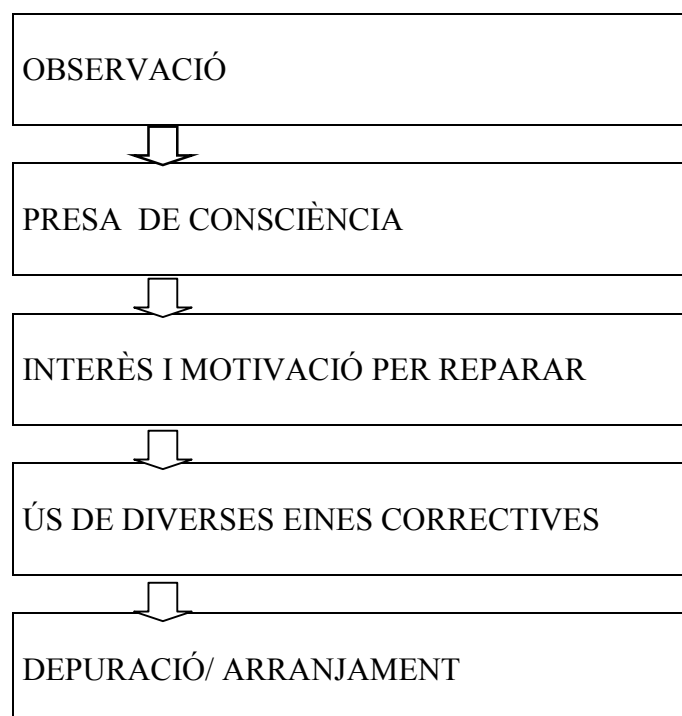 OBSERVACIÓ
PRESA DE CONSCIÈNCIA
INTERÈS I MOTIVACIÓ PER REPARAR
ÚS DE DIVERSES EINES CORRECTIVES
DEPURACIÓ/ ARRANJAMENT